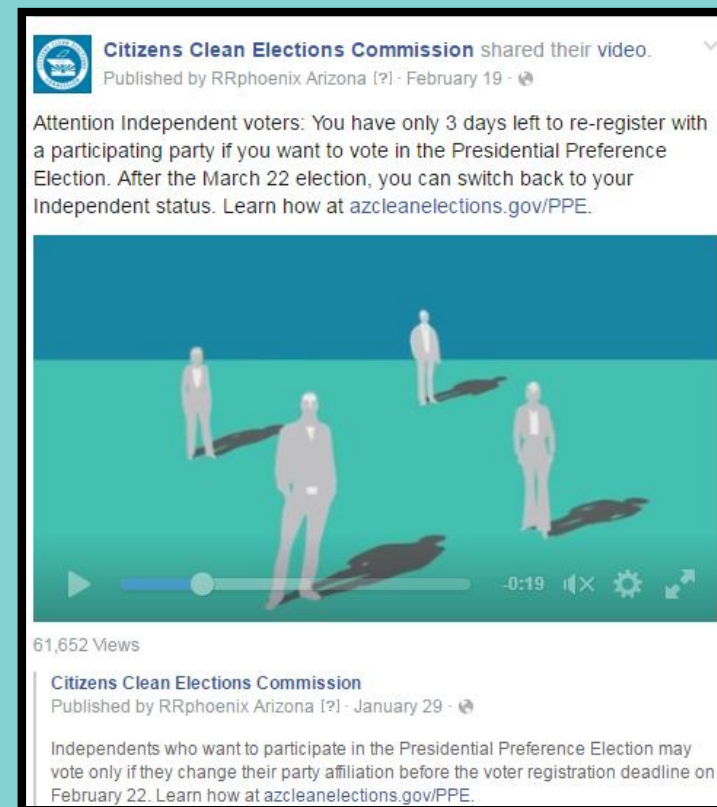 Citizens Clean Elections Commission shared their video.
Published by RRphoenix Arizona [?] · February 19 ·
Attention Independent voters: You have only 3 days left to re-register with
a participating party if you want to vote in the Presidential Preference
Election. After the March 22 election, you can switch back to your
Independent status. Learn how at azcleanelections.gov/PPE.
-0:19
61,652 Views
Citizens Clean Elections Commission
Published by RRphoenix Arizona [?] · January 29 ·
Independents who want to participate in the Presidential Preference Election may
vote only if they change their party affiliation before the voter registration deadline on
February 22. Learn how at azcleanelections.gov/PPE.